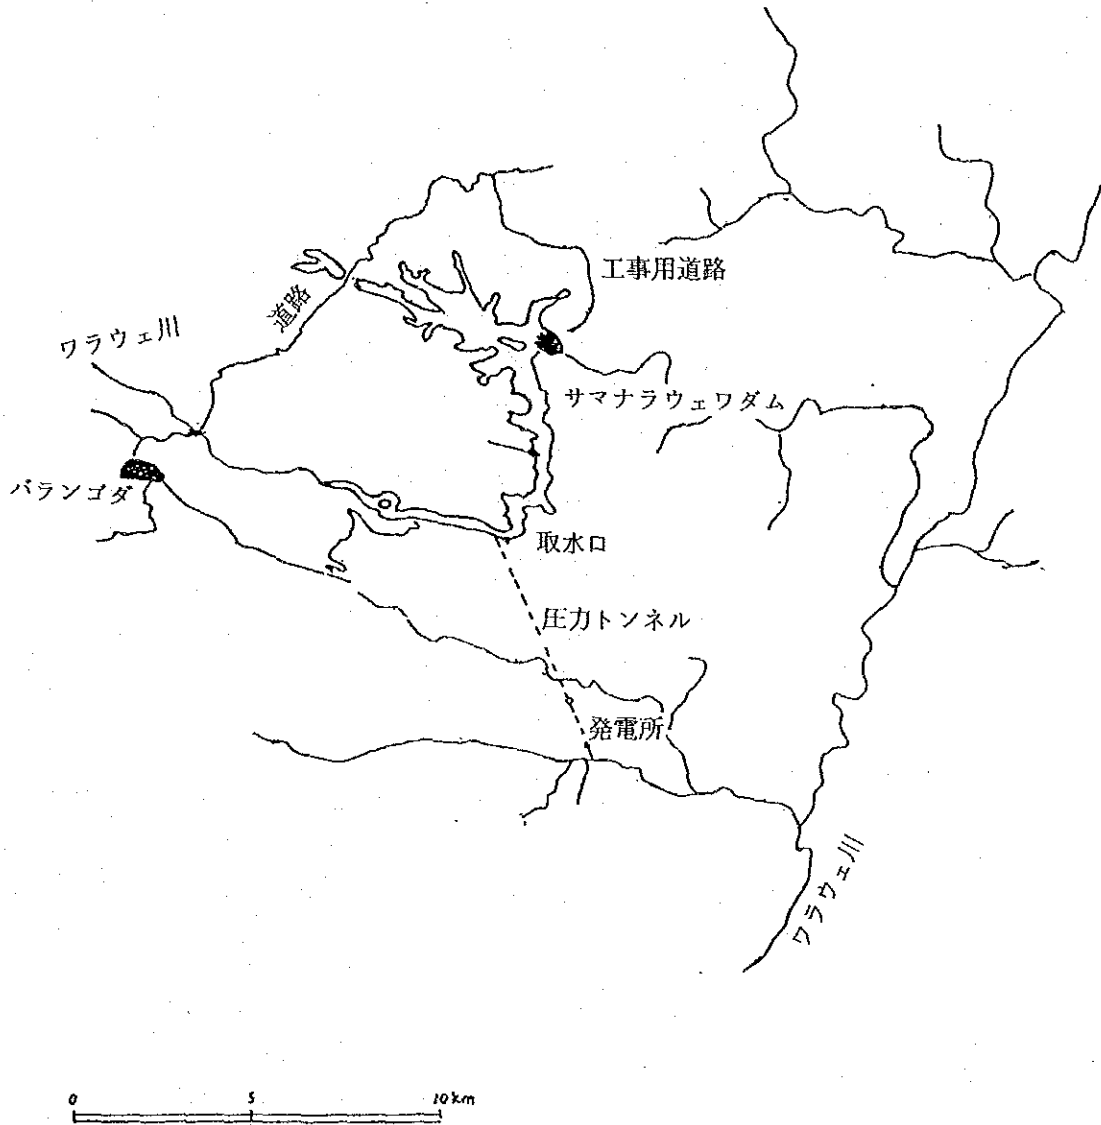 工事用道路
道路
ワラウェ川
サマナラウェワダム
バランゴダ
取水口
圧力トンネル
発電所
ワラウェ川
0 5 10km